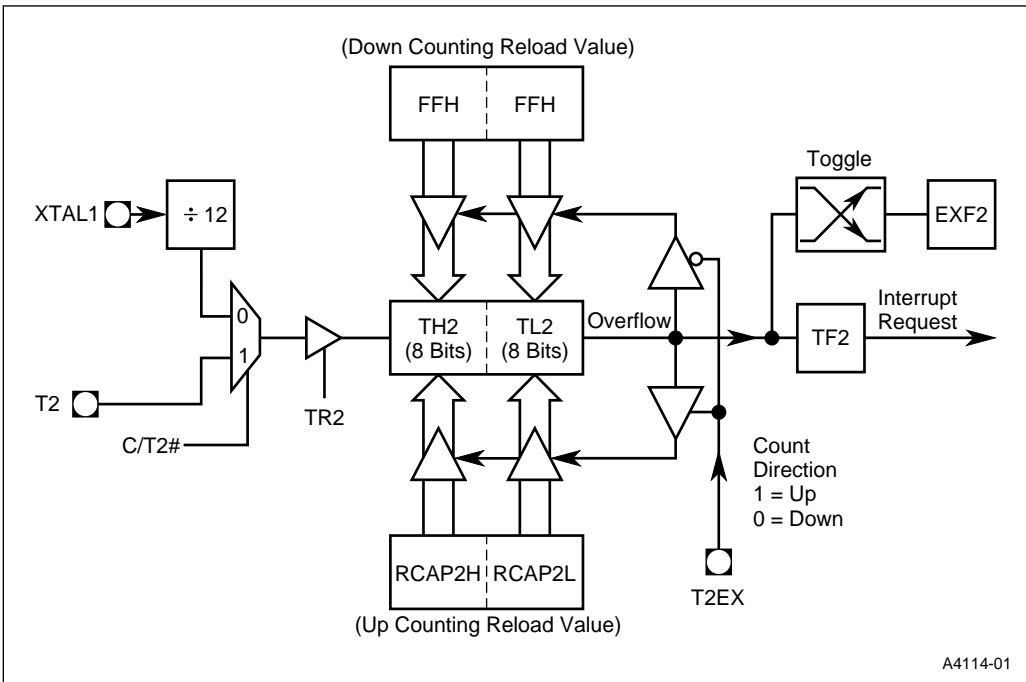 (Down Counting Reload Value)
FFH
FFH
Toggle
XTAL1
÷ 12
EXF2
0
1
TH2
(8 Bits)
TL2
(8 Bits)
Overflow
TF2
Interrupt
Request
T2
C/T2#
TR2
Count
Direction
1 = Up
0 = Down
RCAP2H
RCAP2L
T2EX
(Up Counting Reload Value)
A4114-01